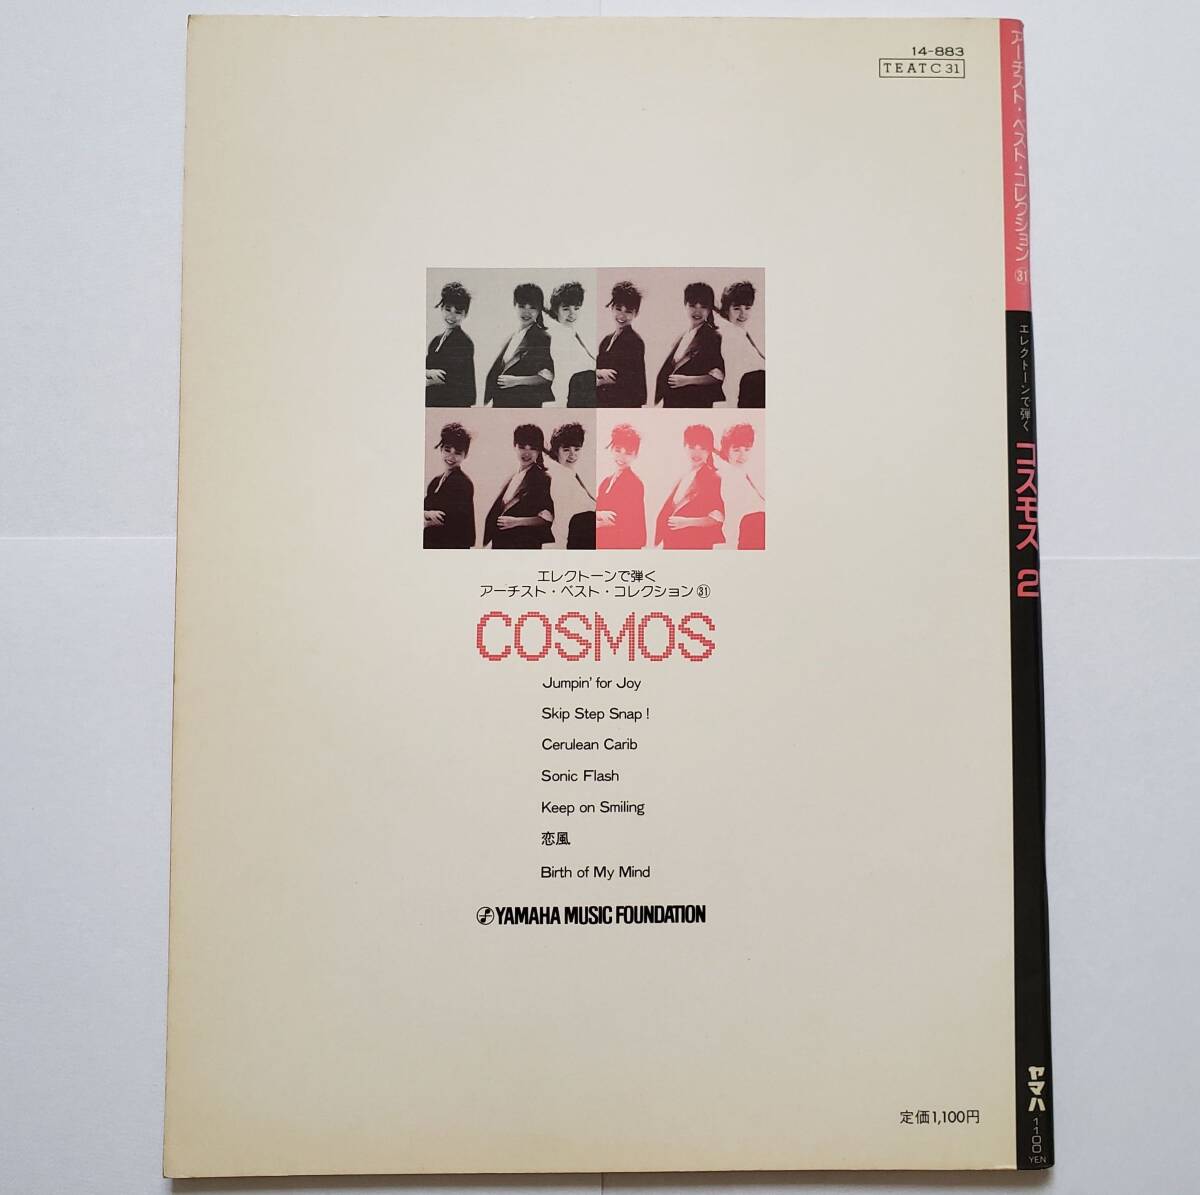 14-883
TEATC31
エレクトーンで弾く
アーチスト・ベスト・コレクション㉛
COSMOS
Jumpin' for Joy
Skip Step Snap!
Cerulean Carib
Sonic Flash
Keep on Smiling
恋風
Birth of My Mind
YAMAHA MUSIC FOUNDATION
定価1,100円
アーチスト・ベスト・コレクション㉛
エレクトーンで弾く
コスモス 2
ヤマハ
・1100
YEN